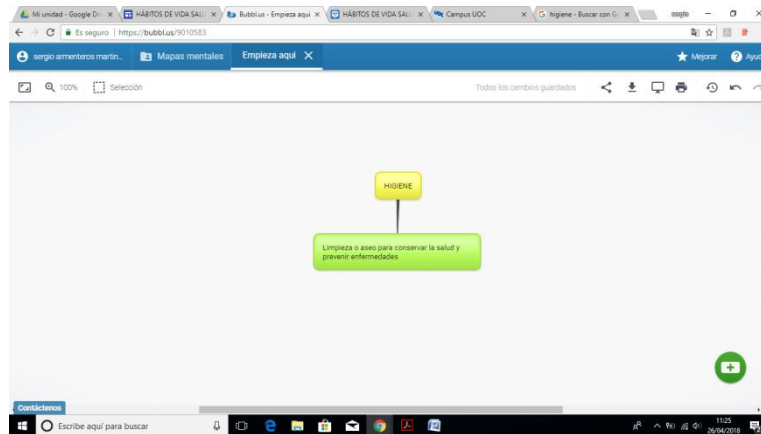 Mi unidad - Google Dr
HÁBITOS DE VIDA SALU
Bubbl.us - Empieza aquí
HÁBITOS DE VIDA SALU
Campus UOC
higiene - Buscar con G
Es seguro | https://bubbl.us/9010583
sergio armenteros martin...
Mapas mentales
Empieza aquí
Mejorar
Ayud
100%
Selección
Todos los cambios guardados
HIGIENE
Limpieza o aseo para conservar la salud y
prevenir enfermedades
Contáctenos
Escribe aquí para buscar
11:25
26/04/2018